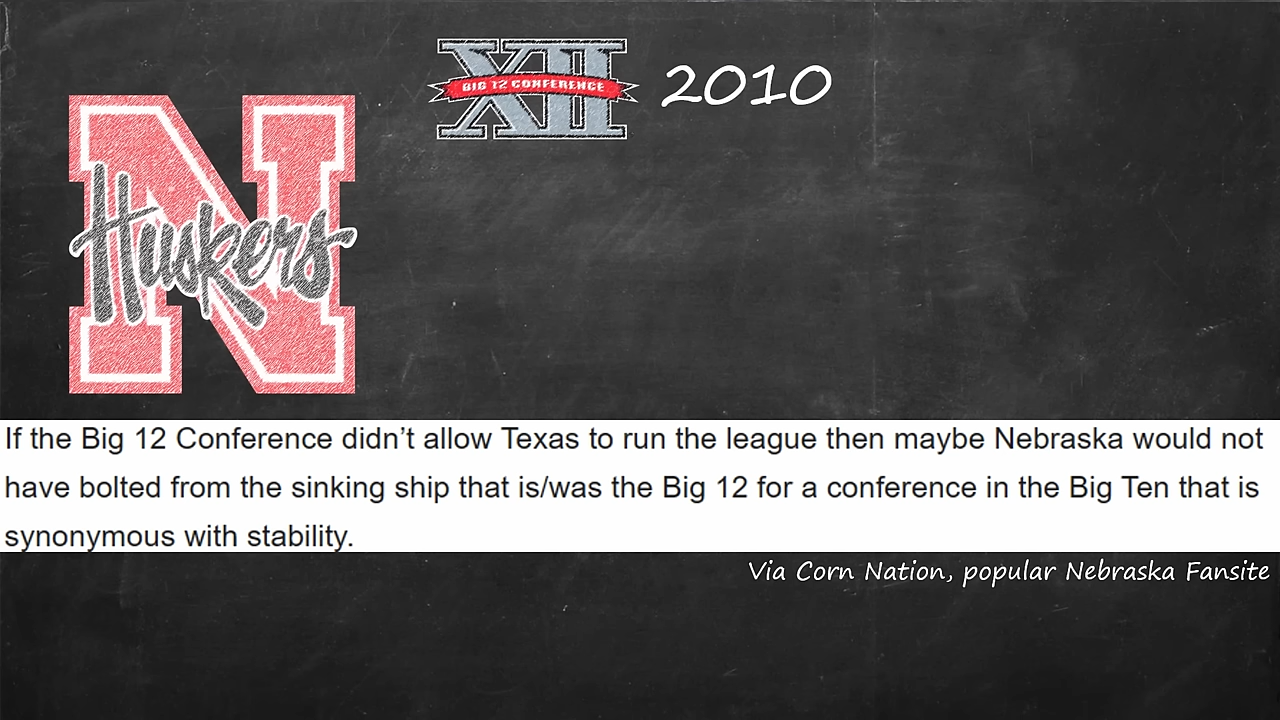 XII
BIG 12 CONFERENCE
2010
N
Huskers
If the Big 12 Conference didn’t allow Texas to run the league then maybe Nebraska would not
have bolted from the sinking ship that is/was the Big 12 for a conference in the Big Ten that is
synonymous with stability.
Via Corn Nation, popular Nebraska Fansite